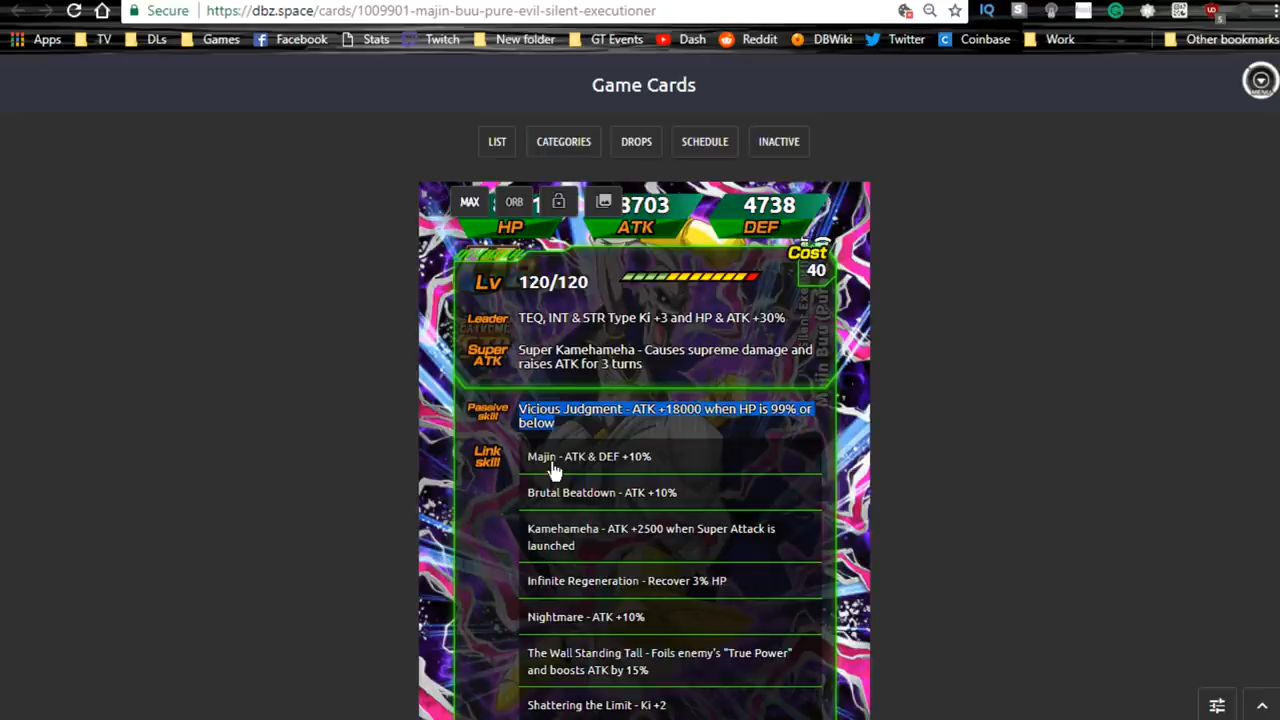 Secure https://dbz.space/cards/1009901-majin-buu-pure-evil-silent-executioner
Apps TV DLs Games Facebook Stats Twitch New folder GT Events Dash Reddit DBWiki Twitter Coinbase Work Other bookmarks
Game Cards
MENU
LIST CATEGORIES DROPS SCHEDULE INACTIVE
MAX ORB 8703 4738
HP ATK DEF
Cost
40
Lv 120/120
Leader TEQ, INT & STR Type Ki +3 and HP & ATK +30%
Super ATK Super Kamehameha - Causes supreme damage and
raises ATK for 3 turns
Passive skill Vicious Judgment - ATK +18000 when HP is 99% or
below
Link skill Majin - ATK & DEF +10%
Brutal Beatdown - ATK +10%
Kamehameha - ATK +2500 when Super Attack is
launched
Infinite Regeneration - Recover 3% HP
Nightmare - ATK +10%
The Wall Standing Tall - Foils enemy's "True Power"
and boosts ATK by 15%
Shattering the Limit - Ki +2